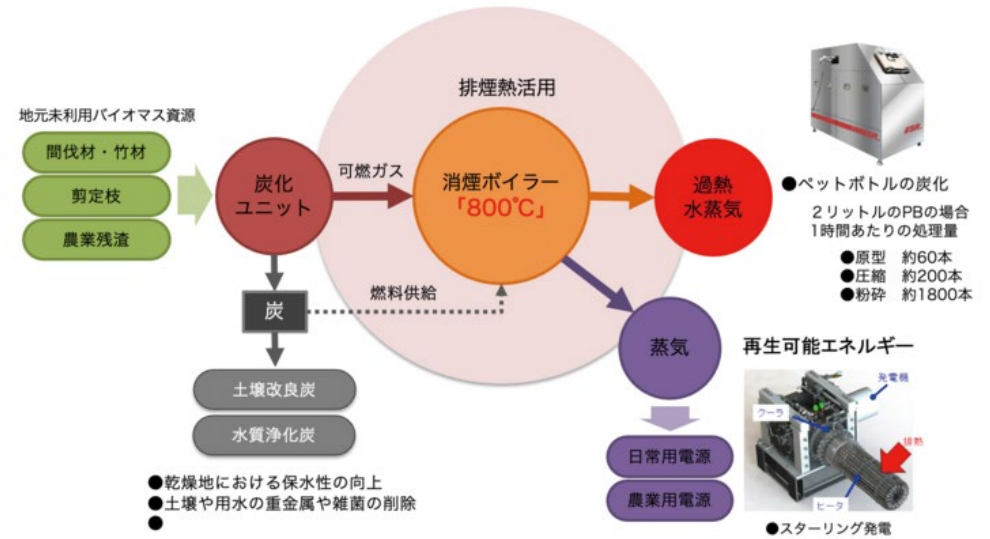 排煙熱活用
地元未利用バイオマス資源
間伐材・竹材
剪定枝
農業残渣
炭化
ユニット
可燃ガス
消煙ボイラー
「800℃」
過熱
水蒸気
燃料供給
炭
土壌改良炭
水質浄化炭
●乾燥地における保水性の向上
●土壌や用水の重金属や雑菌の削除
●
蒸気
日常用電源
農業用電源
●ペットボトルの炭化
2リットルのPBの場合
1時間あたりの処理量
●原型 約60本
●圧縮 約200本
●粉砕 約1800本
再生可能エネルギー
発電機
クーラ
排熱
ヒータ
●スターリング発電